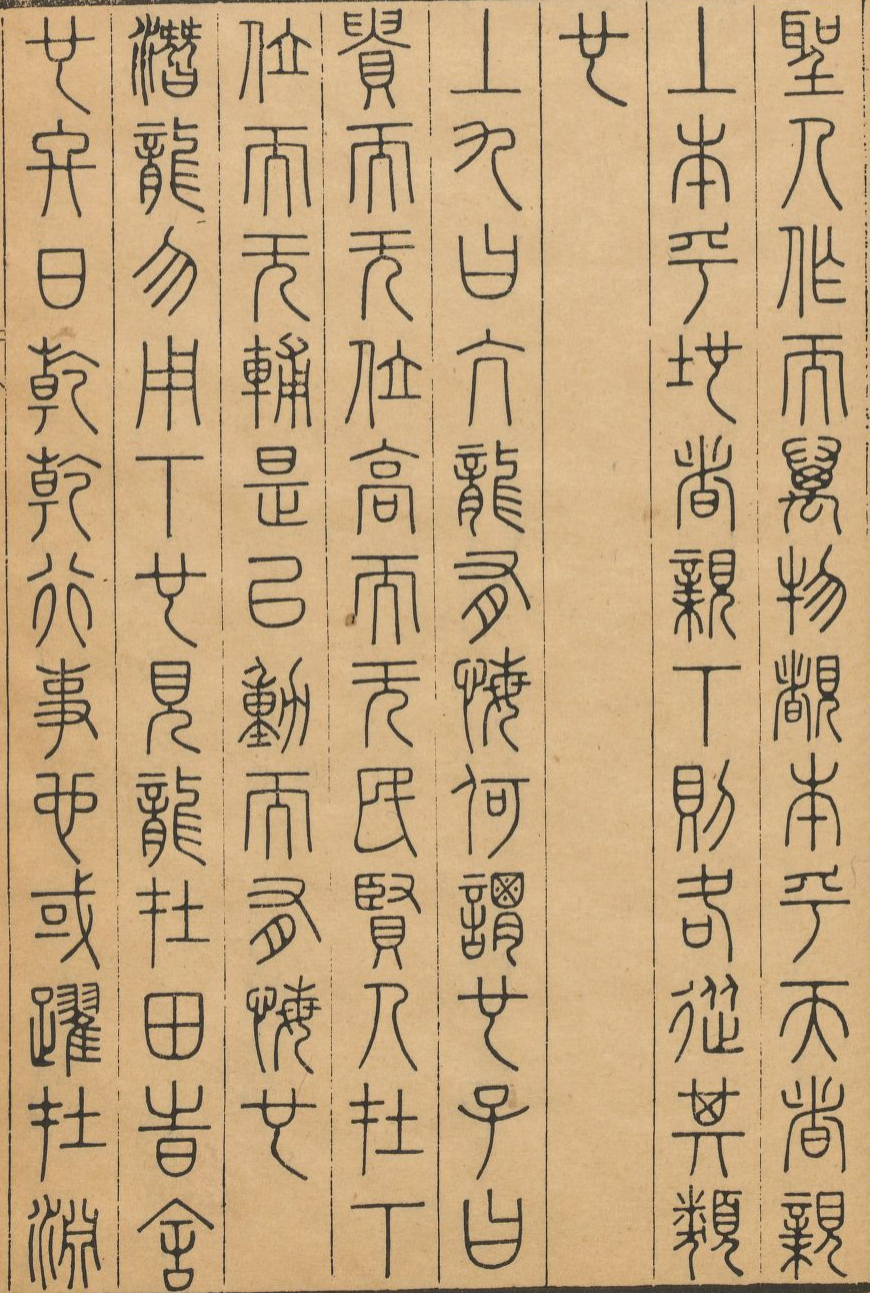 聖人作而萬物覩本乎天者親
上本乎地者親下則各從其類
也
上九曰亢龍有悔何謂也子曰
貴而无位高而无民賢人在下
位而无輔是以動而有悔也
潛龍勿用下也見龍在田時舍
也終日乾乾行事也或躍在淵